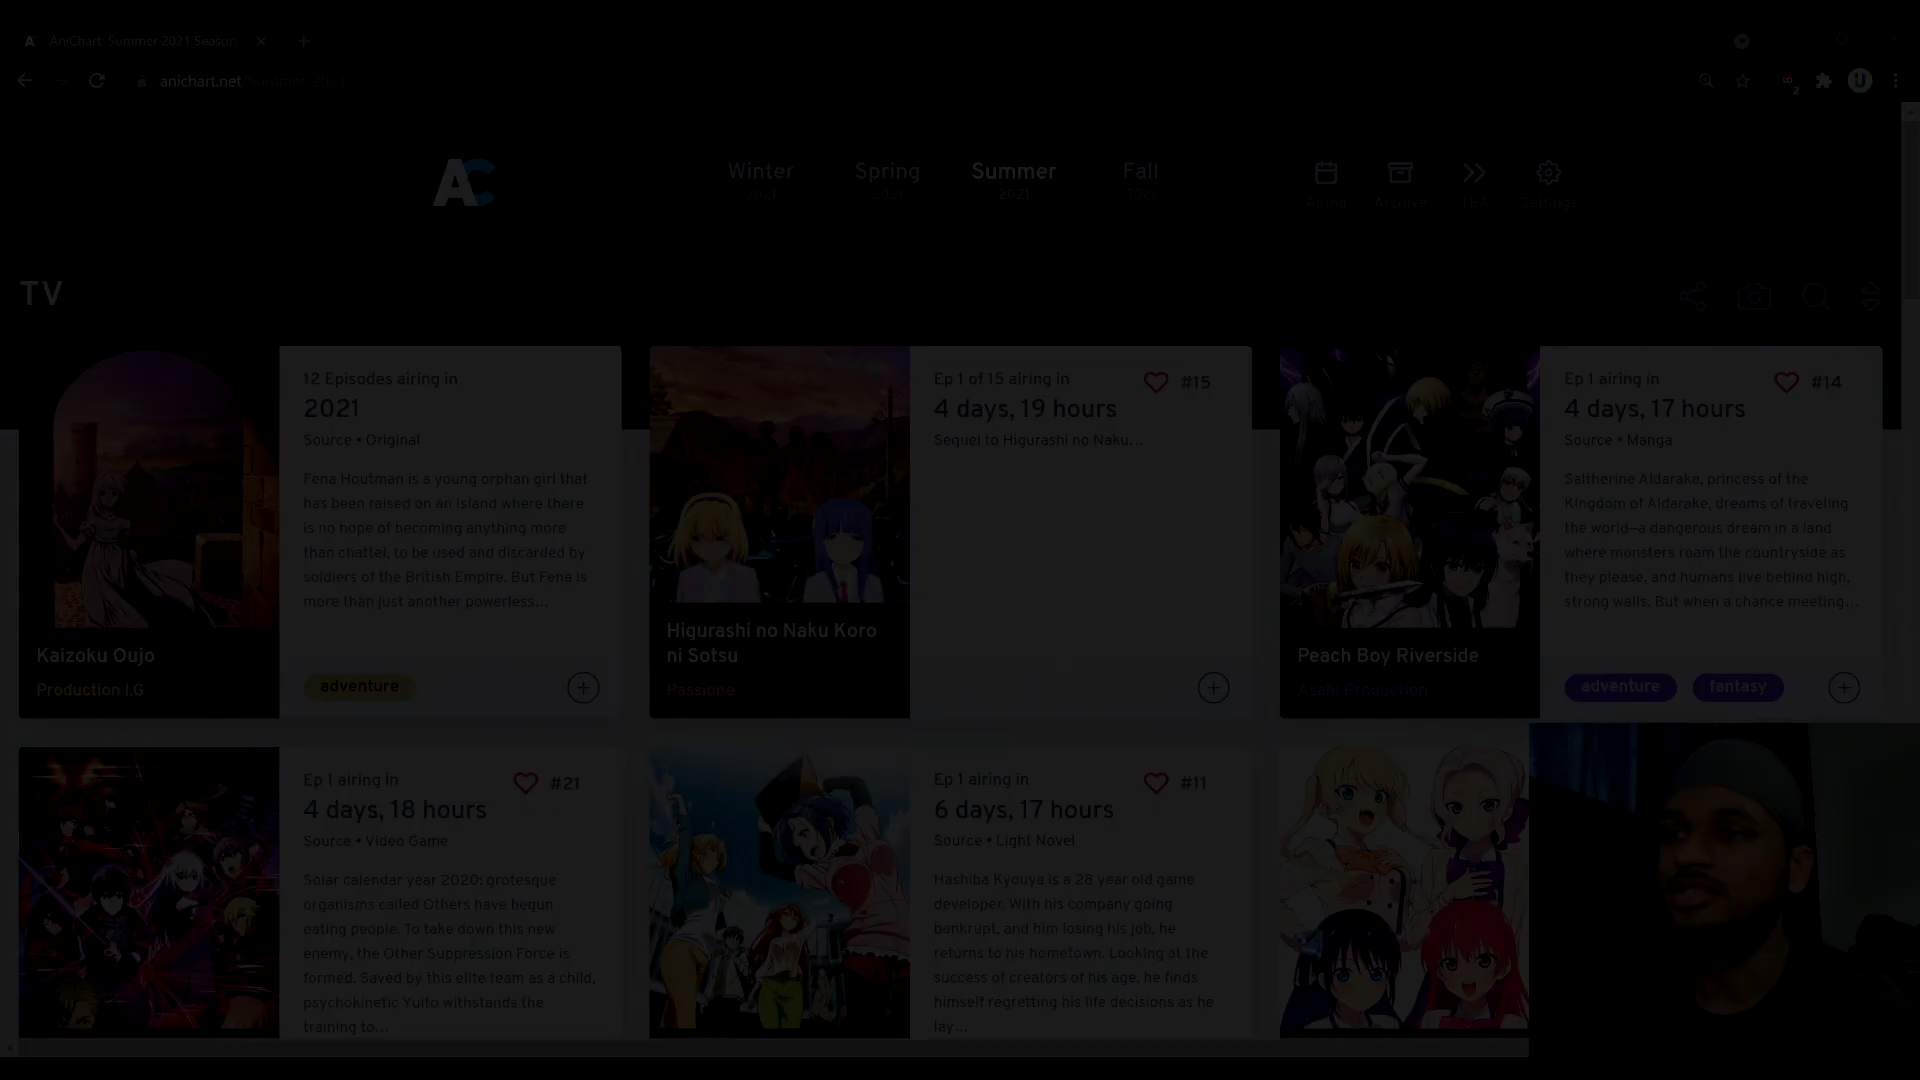 AniChart: Summer 2021 Season
anichart.net/Summer-2021
2
AC
Winter
2021
Spring
2021
Summer
2021
Fall
2021
Airing
Archive
TBA
Settings
TV
12 Episodes airing in
2021
Source • Original
Fena Houtman is a young orphan girl that
has been raised on an island where there
is no hope of becoming anything more
than chattel, to be used and discarded by
soldiers of the British Empire. But Fena is
more than just another powerless...
Kaizoku Oujo
Production I.G
adventure
Ep 1 of 15 airing in
#15
4 days, 19 hours
Sequel to Higurashi no Naku...
Higurashi no Naku Koro
ni Sotsu
Passione
Ep 1 airing in
#14
4 days, 17 hours
Source • Manga
Saltherine Aldarake, princess of the
Kingdom of Aldarake, dreams of traveling
the world—a dangerous dream in a land
where monsters roam the countryside as
they please, and humans live behind high,
strong walls. But when a chance meeting...
Peach Boy Riverside
Asahi Production
adventure
fantasy
Ep 1 airing in
#21
4 days, 18 hours
Source • Video Game
Solar calendar year 2020: grotesque
organisms called Others have begun
eating people. To take down this new
enemy, the Other Suppression Force is
formed. Saved by this elite team as a child,
psychokinetic Yuito withstands the
training to...
Ep 1 airing in
#11
6 days, 17 hours
Source • Light Novel
Hashiba Kyouya is a 28 year old game
developer. With his company going
bankrupt, and him losing his job, he
returns to his hometown. Looking at the
success of creators of his age, he finds
himself regretting his life decisions as he
lay...